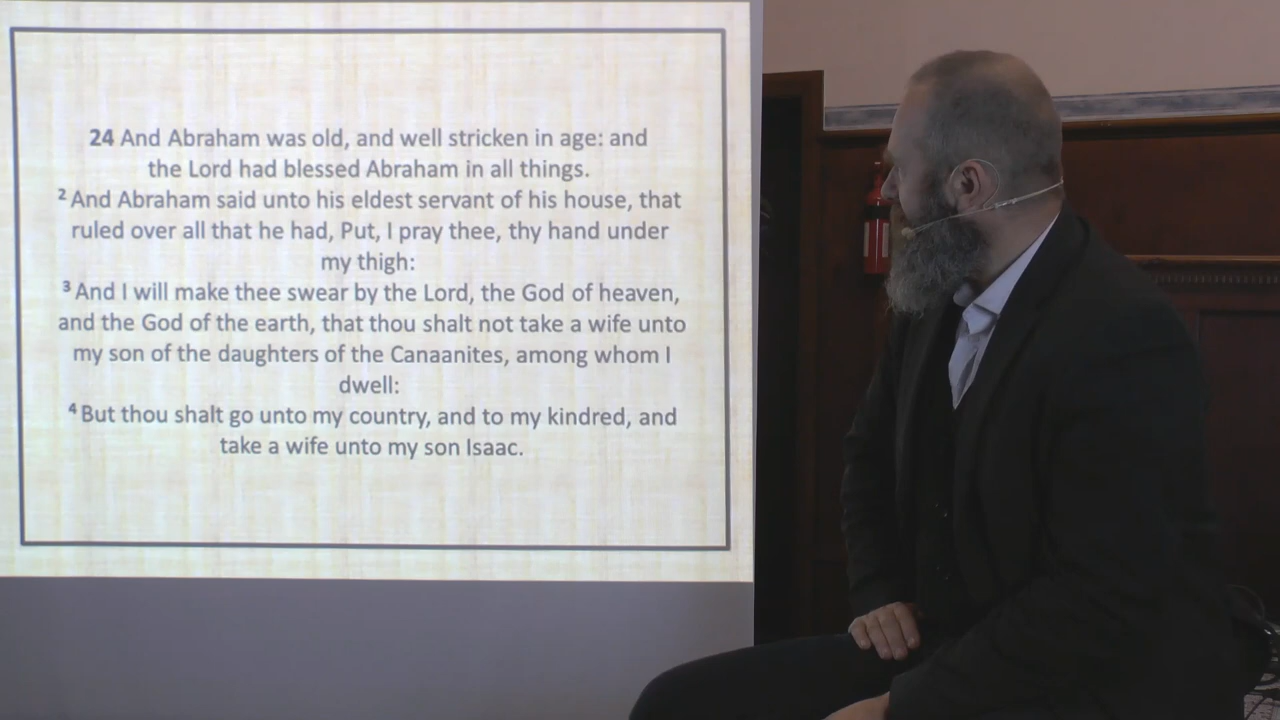 24 And Abraham was old, and well stricken in age: and
the Lord had blessed Abraham in all things.
2 And Abraham said unto his eldest servant of his house, that
ruled over all that he had, Put, I pray thee, thy hand under
my thigh:
3 And I will make thee swear by the Lord, the God of heaven,
and the God of the earth, that thou shalt not take a wife unto
my son of the daughters of the Canaanites, among whom I
dwell:
4 But thou shalt go unto my country, and to my kindred, and
take a wife unto my son Isaac.